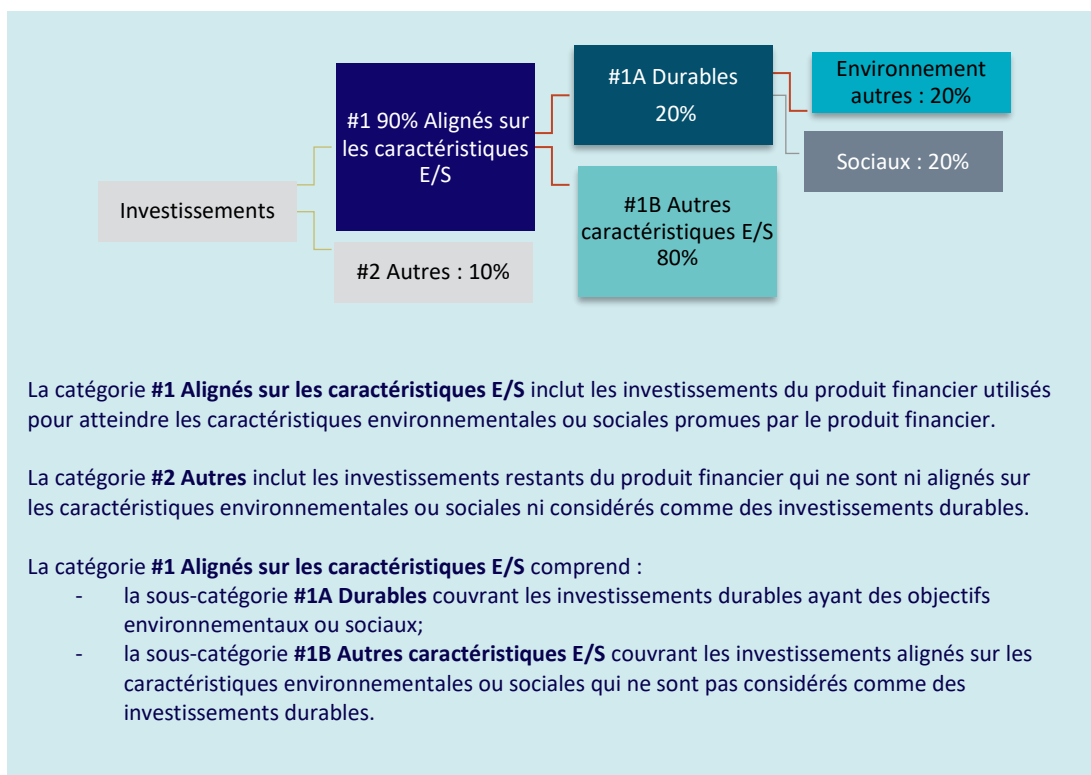 Investissements
#1 90% Alignés sur
les caractéristiques
E/S
#2 Autres : 10%
#1A Durables
20%
#1B Autres
caractéristiques E/S
80%
Environnement
autres : 20%
Sociaux : 20%
La catégorie #1 Alignés sur les caractéristiques E/S inclut les investissements du produit financier utilisés
pour atteindre les caractéristiques environnementales ou sociales promues par le produit financier.
La catégorie #2 Autres inclut les investissements restants du produit financier qui ne sont ni alignés sur
les caractéristiques environnementales ou sociales ni considérés comme des investissements durables.
La catégorie #1 Alignés sur les caractéristiques E/S comprend :
- la sous-catégorie #1A Durables couvrant les investissements durables ayant des objectifs
environnementaux ou sociaux;
- la sous-catégorie #1B Autres caractéristiques E/S couvrant les investissements alignés sur les
caractéristiques environnementales ou sociales qui ne sont pas considérés comme des
investissements durables.